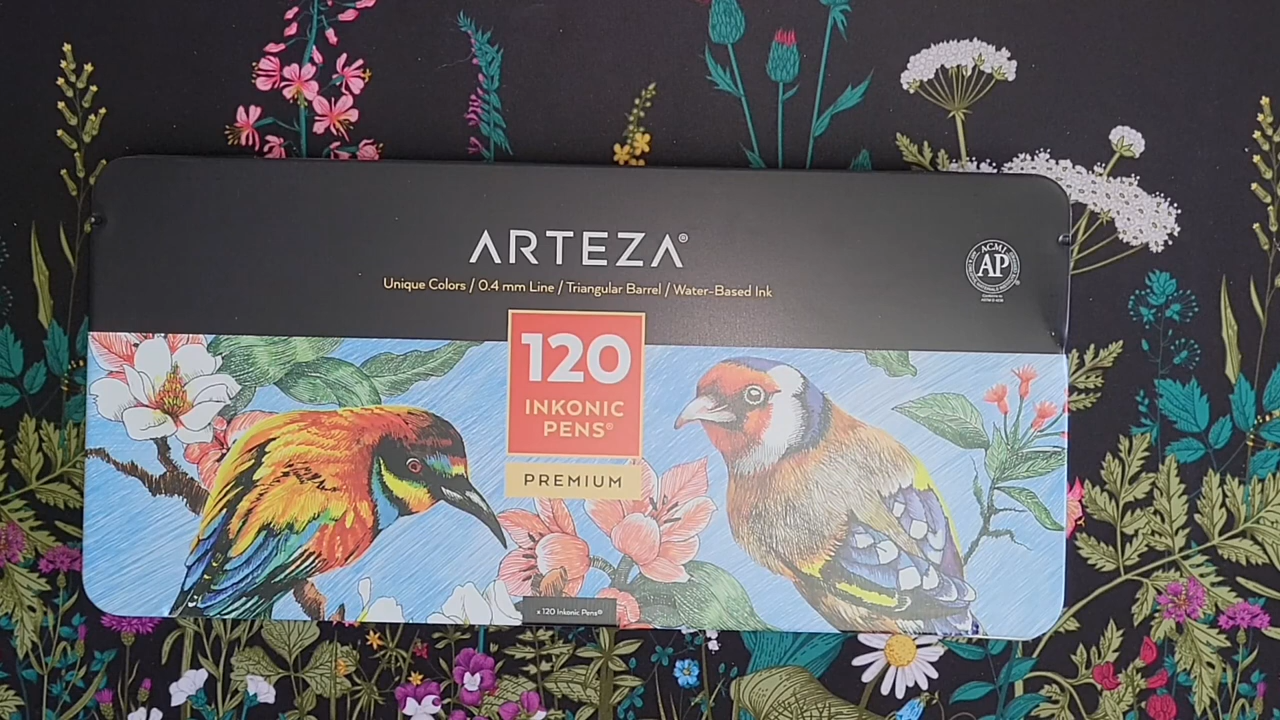 ARTEZA®
Unique Colors / 0.4 mm Line / Triangular Barrel / Water-Based Ink
ACMI
AP
120
INKONIC
PENS®
PREMIUM
x 120 Inkonic Pens®